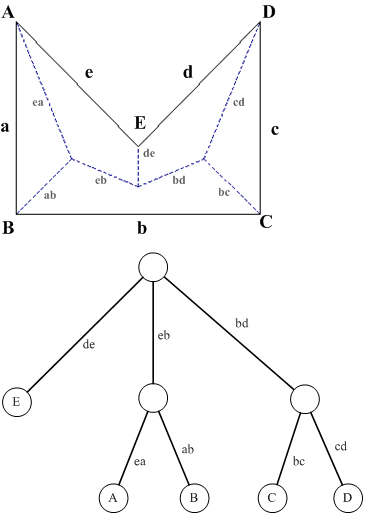 A D
e d
ea cd
a E c
de
eb bd
ab bc
B b C
bd
eb
de
E
ea ab bc cd
A B C D